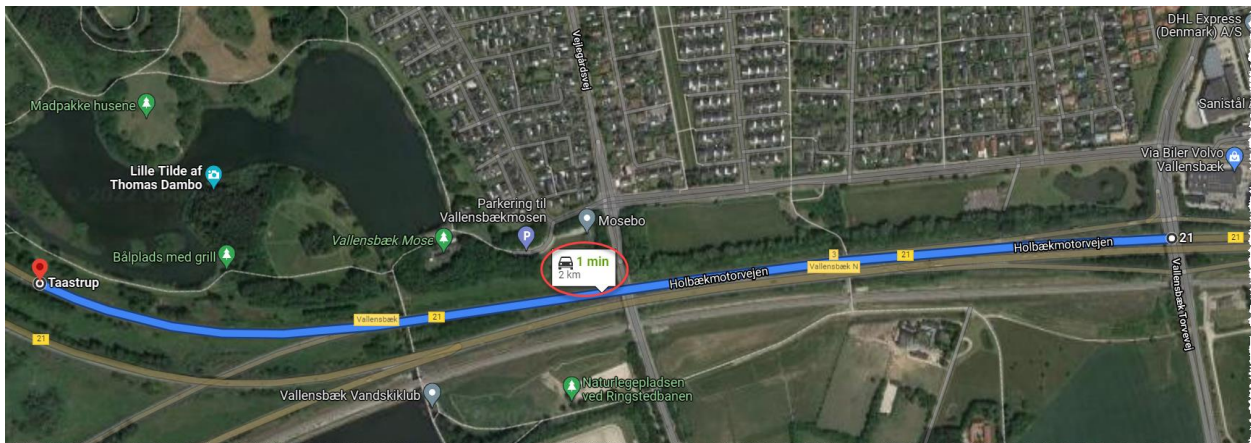 DHL Express
(Denmark) A/S
Vejlegårdsvej
Madpakke husene
Sanistål
Via Biler Volvo
Vallensbæk
Lille Tilde af
Thomas Dambo
Parkering til
Vallensbækmosen
P
Mosebo
Vallensbæk Mose
21
21
Holbækmotorvejen
3
21
Bålplads med grill
1 min
2 km
Vallensbæk N
Holbækmotorvejen
Taastrup
Vallensbæk
21
Vallensbæk Torvevej
21
Naturlegepladsen
ved Ringstedbanen
Vallensbæk Vandskiklub